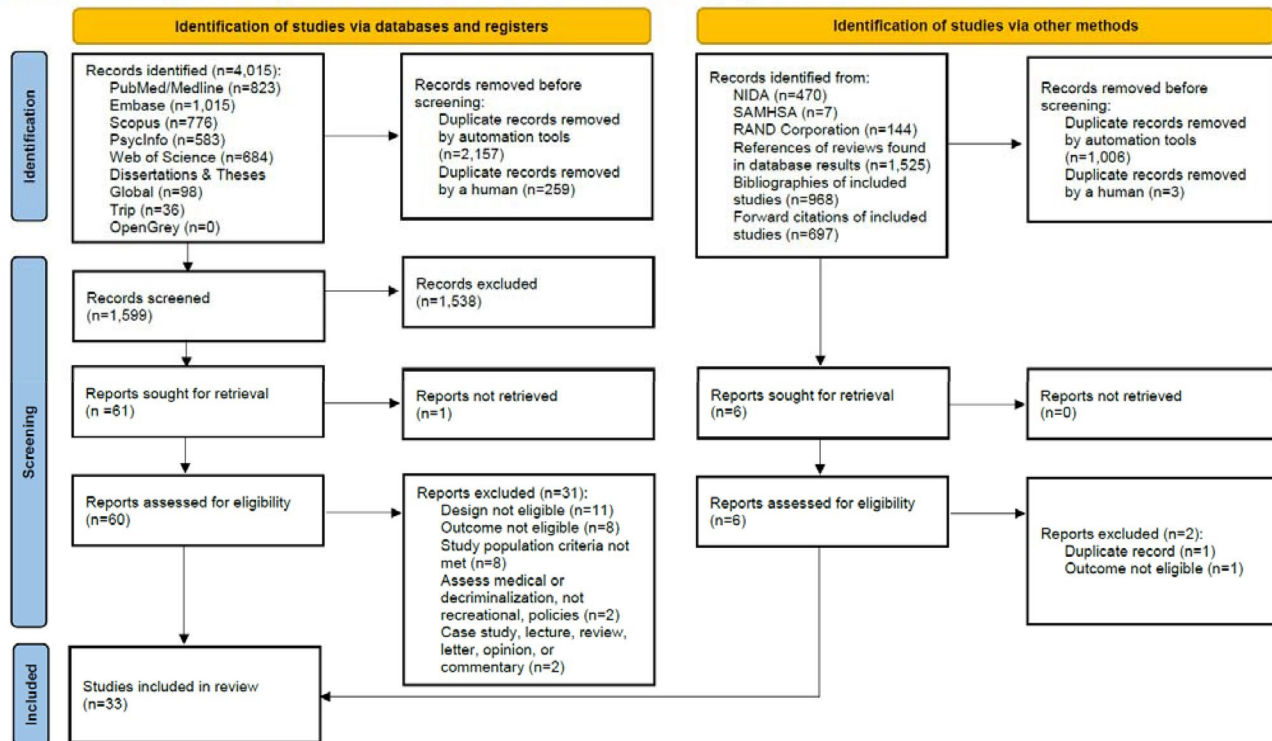 Identification of studies via databases and registers
Identification of studies via other methods
Identification
Records identified (n=4,015):
PubMed/Medline (n=823)
Embase (n=1,015)
Scopus (n=776)
PsycInfo (n=583)
Web of Science (n=684)
Dissertations & Theses
Global (n=98)
Trip (n=36)
OpenGrey (n=0)
Records removed before
screening:
Duplicate records removed
by automation tools
(n=2,157)
Duplicate records removed
by a human (n=259)
Records identified from:
NIDA (n=470)
SAMHSA (n=7)
RAND Corporation (n=144)
References of reviews found
in database results (n=1,525)
Bibliographies of included
studies (n=968)
Forward citations of included
studies (n=697)
Records removed before
screening:
Duplicate records removed
by automation tools
(n=1,006)
Duplicate records removed
by a human (n=3)
Screening
Records screened
(n=1,599)
Records excluded
(n=1,538)
Reports sought for retrieval
(n =61)
Reports not retrieved
(n=1)
Reports sought for retrieval
(n=6)
Reports not retrieved
(n=0)
Reports assessed for eligibility
(n=60)
Reports excluded (n=31):
Design not eligible (n=11)
Outcome not eligible (n=8)
Study population criteria not
met (n=8)
Assess medical or
decriminalization, not
recreational, policies (n=2)
Case study, lecture, review,
letter, opinion, or
commentary (n=2)
Reports assessed for eligibility
(n=6)
Reports excluded (n=2):
Duplicate record (n=1)
Outcome not eligible (n=1)
Included
Studies included in review
(n=33)